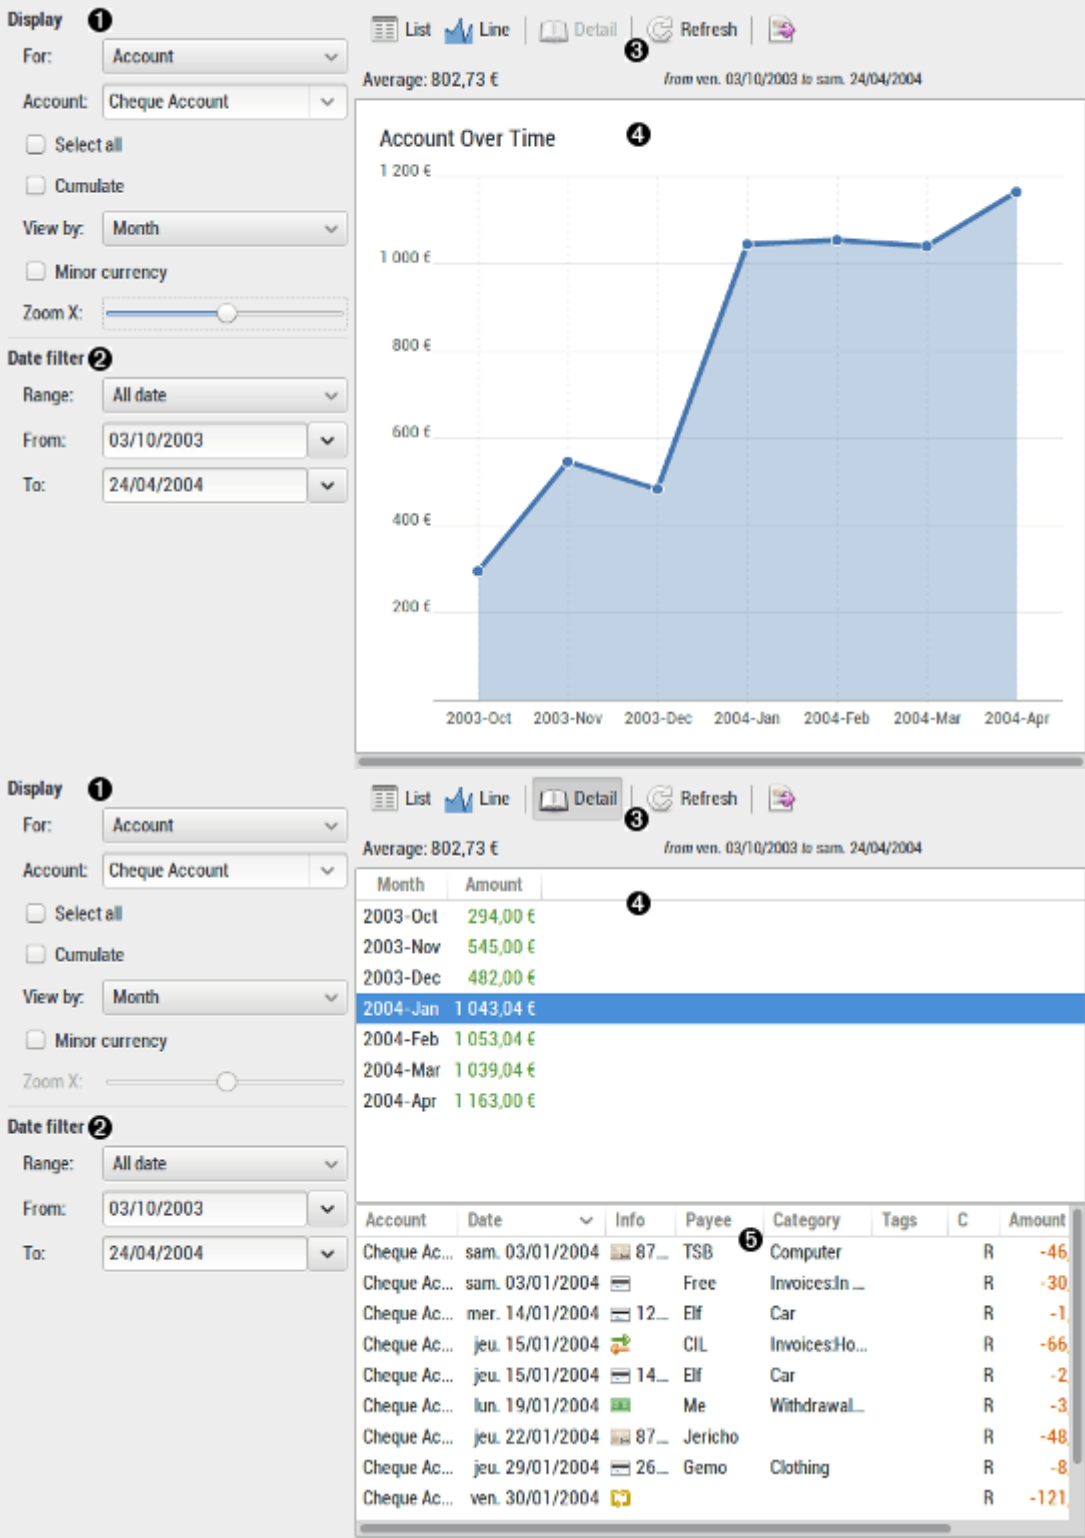 Display 1
For: Account
Account: Cheque Account
Select all
Cumulate
View by: Month
Minor currency
Zoom X:
Date filter 2
Range: All date
From: 03/10/2003
To: 24/04/2004
List Line Detail Refresh
3
Average: 802,73 € from ven. 03/10/2003 to sam. 24/04/2004
Account Over Time 4
1 200 €
1 000 €
800 €
600 €
400 €
200 €
2003-Oct 2003-Nov 2003-Dec 2004-Jan 2004-Feb 2004-Mar 2004-Apr
Display 1
For: Account
Account: Cheque Account
Select all
Cumulate
View by: Month
Minor currency
Zoom X:
Date filter 2
Range: All date
From: 03/10/2003
To: 24/04/2004
List Line Detail Refresh
3
Average: 802,73 € from ven. 03/10/2003 to sam. 24/04/2004
Month Amount
4
2003-Oct 294,00 €
2003-Nov 545,00 €
2003-Dec 482,00 €
2004-Jan 1 043,04 €
2004-Feb 1 053,04 €
2004-Mar 1 039,04 €
2004-Apr 1 163,00 €
Account Date Info Payee Category Tags C Amount
5
Cheque Ac... sam. 03/01/2004 87... TSB Computer R -46,
Cheque Ac... sam. 03/01/2004 Free Invoices:In ... R -30,
Cheque Ac... mer. 14/01/2004 12... Elf Car R -1,
Cheque Ac... jeu. 15/01/2004 CIL Invoices:Ho... R -66,
Cheque Ac... jeu. 15/01/2004 14... Elf Car R -2
Cheque Ac... lun. 19/01/2004 Me Withdrawal... R -3
Cheque Ac... jeu. 22/01/2004 87... Jericho R -48,
Cheque Ac... jeu. 29/01/2004 26... Gemo Clothing R -8
Cheque Ac... ven. 30/01/2004 R -121,